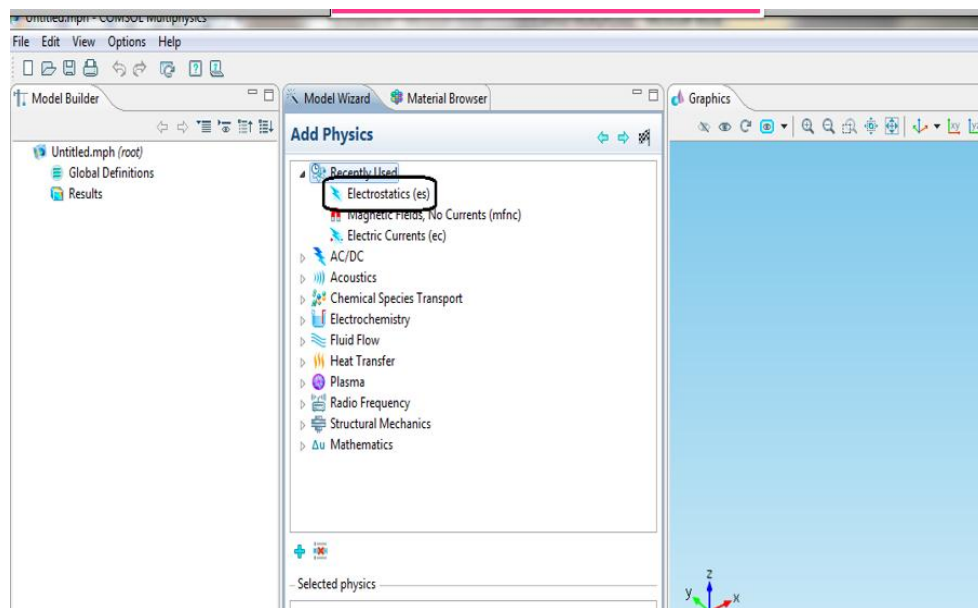 Untitled.mph - COMSOL Multiphysics
File Edit View Options Help
Model Builder
Model Wizard Material Browser
Graphics
Add Physics
Untitled.mph (root)
Global Definitions
Results
Recently Used
Electrostatics (es)
Magnetic Fields, No Currents (mfnc)
Electric Currents (ec)
AC/DC
Acoustics
Chemical Species Transport
Electrochemistry
Fluid Flow
Heat Transfer
Plasma
Radio Frequency
Structural Mechanics
Δu Mathematics
Selected physics
z
y
x